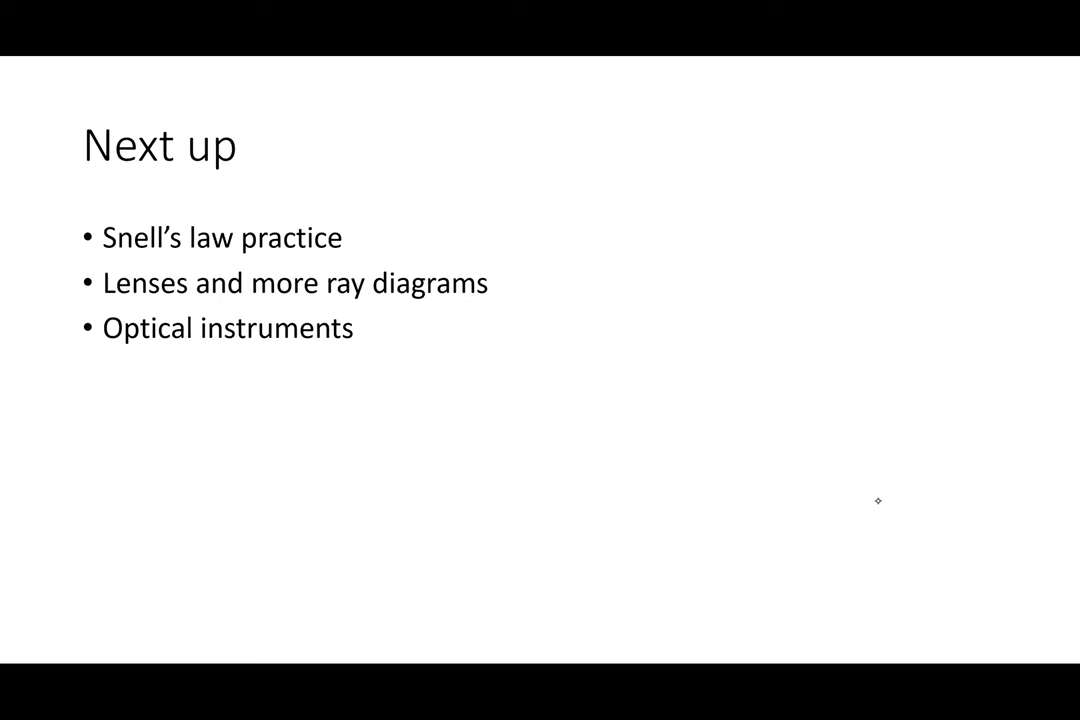 Next up
• Snell’s law practice
• Lenses and more ray diagrams
• Optical instruments